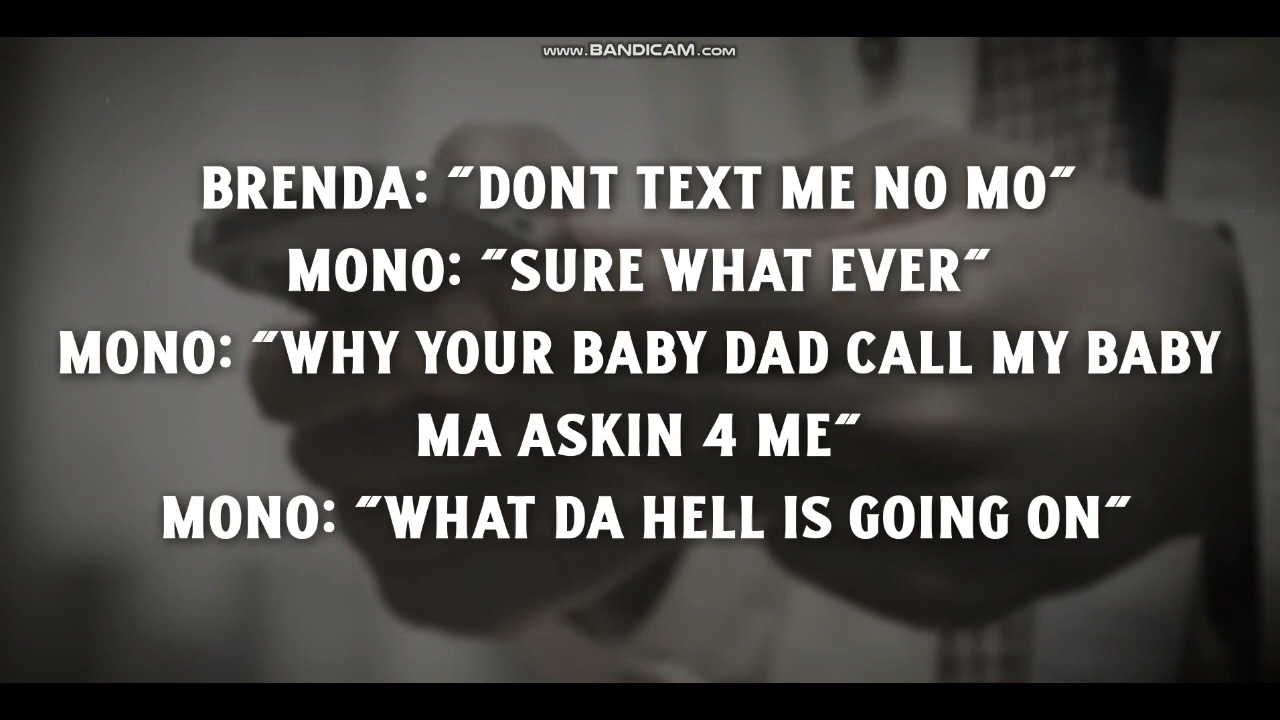 www.BANDICAM.com
BRENDA: "DONT TEXT ME NO MO"
MONO: "SURE WHAT EVER"
MONO: "WHY YOUR BABY DAD CALL MY BABY
MA ASKIN 4 ME"
MONO: "WHAT DA HELL IS GOING ON"